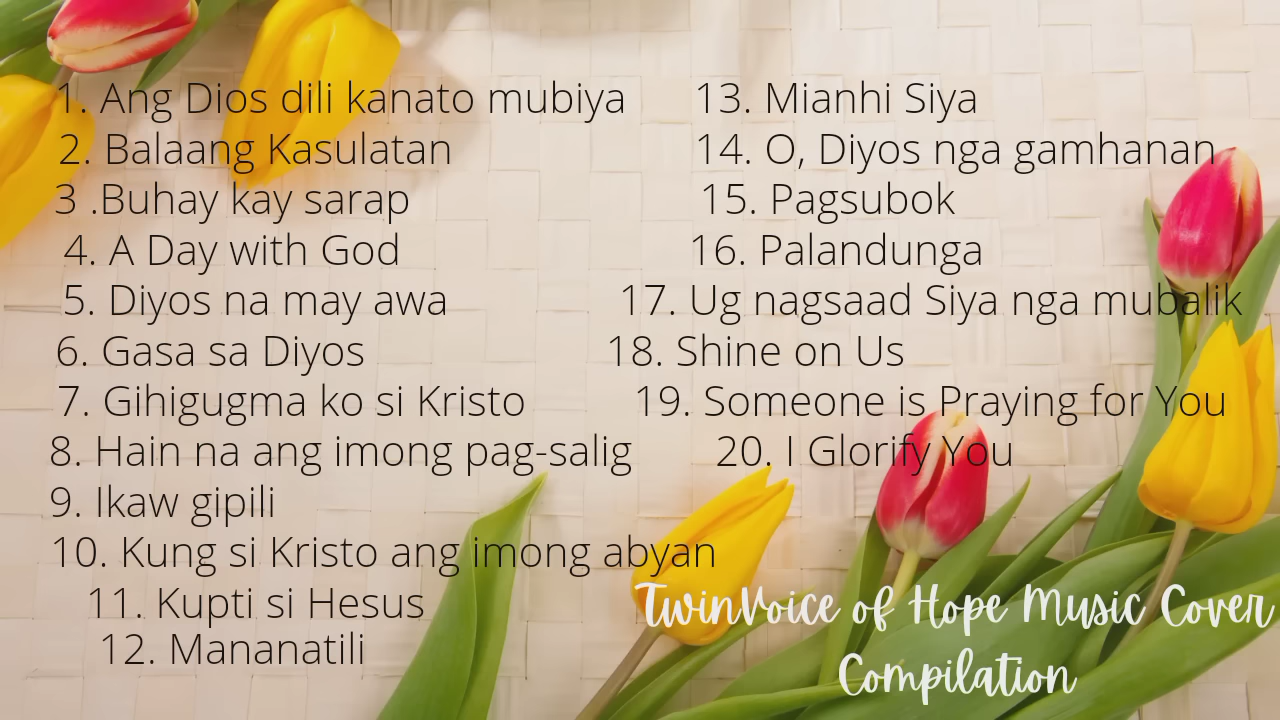 1. Ang Dios dili kanato mubiya
2. Balaang Kasulatan
3 .Buhay kay sarap
4. A Day with God
5. Diyos na may awa
6. Gasa sa Diyos
7. Gihigugma ko si Kristo
8. Hain na ang imong pag-salig
9. Ikaw gipili
10. Kung si Kristo ang imong abyan
11. Kupti si Hesus
12. Mananatili
13. Mianhi Siya
14. O, Diyos nga gamhanan
15. Pagsubok
16. Palandunga
17. Ug nagsaad Siya nga mubalik
18. Shine on Us
19. Someone is Praying for You
20. I Glorify You
TwinVoice of Hope Music Cover
Compilation